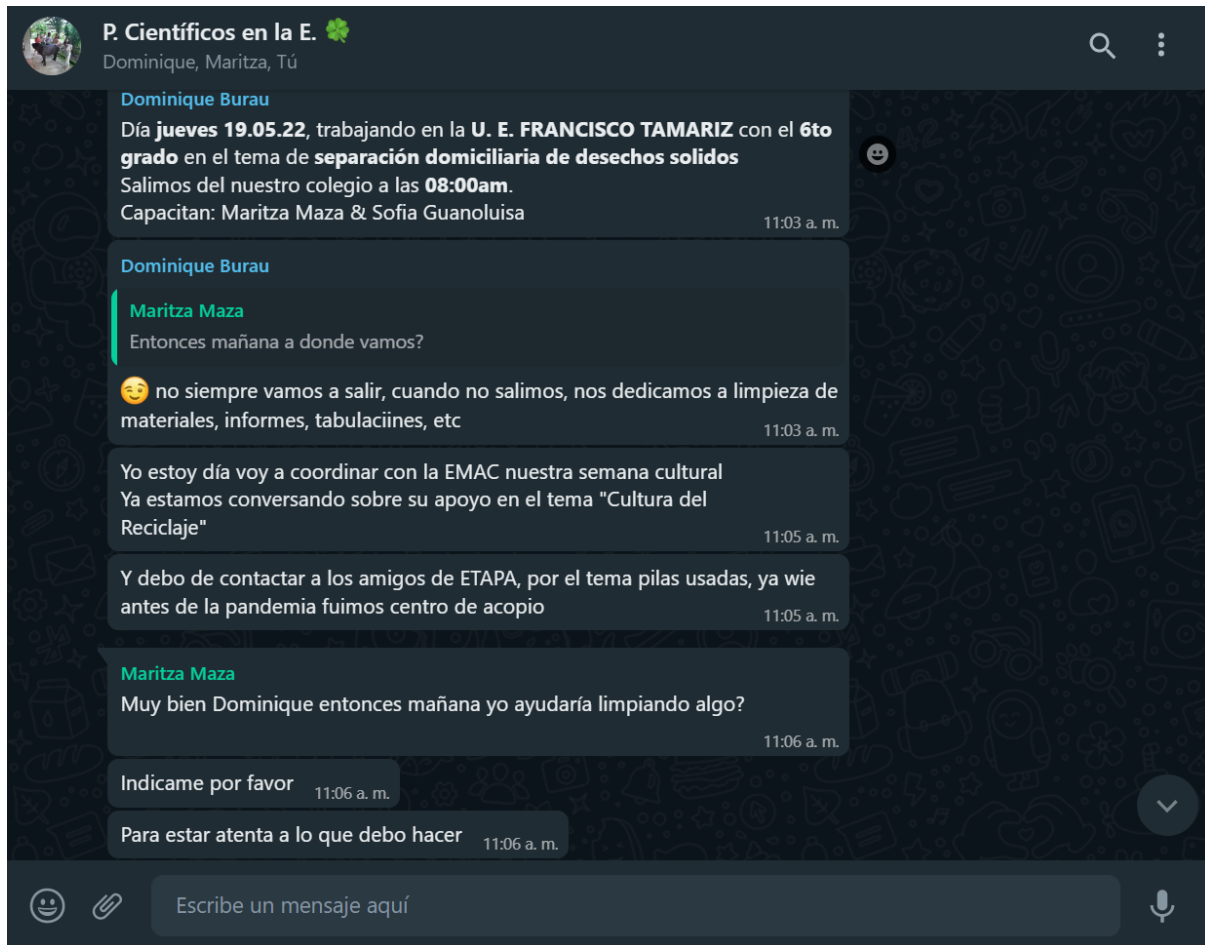 P. Científicos en la E. 🍀
Dominique, Maritza, Tú
Dominique Burau
Día jueves 19.05.22, trabajando en la U. E. FRANCISCO TAMARIZ con el 6to
grado en el tema de separación domiciliaria de desechos solidos
Salimos del nuestro colegio a las 08:00am.
Capacitan: Maritza Maza & Sofia Guanoluisa
11:03 a. m.
Dominique Burau
Maritza Maza
Entonces mañana a donde vamos?
😉 no siempre vamos a salir, cuando no salimos, nos dedicamos a limpieza de
materiales, informes, tabulaciines, etc
11:03 a. m.
Yo estoy día voy a coordinar con la EMAC nuestra semana cultural
Ya estamos conversando sobre su apoyo en el tema "Cultura del
Reciclaje"
11:05 a. m.
Y debo de contactar a los amigos de ETAPA, por el tema pilas usadas, ya wie
antes de la pandemia fuimos centro de acopio
11:05 a. m.
Maritza Maza
Muy bien Dominique entonces mañana yo ayudaría limpiando algo?
11:06 a. m.
Indicame por favor 11:06 a. m.
Para estar atenta a lo que debo hacer 11:06 a. m.
Escribe un mensaje aquí